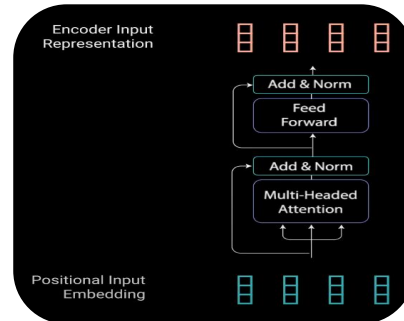 Encoder Input
Representation
Add & Norm
Feed
Forward
Add & Norm
Multi-Headed
Attention
Positional Input
Embedding